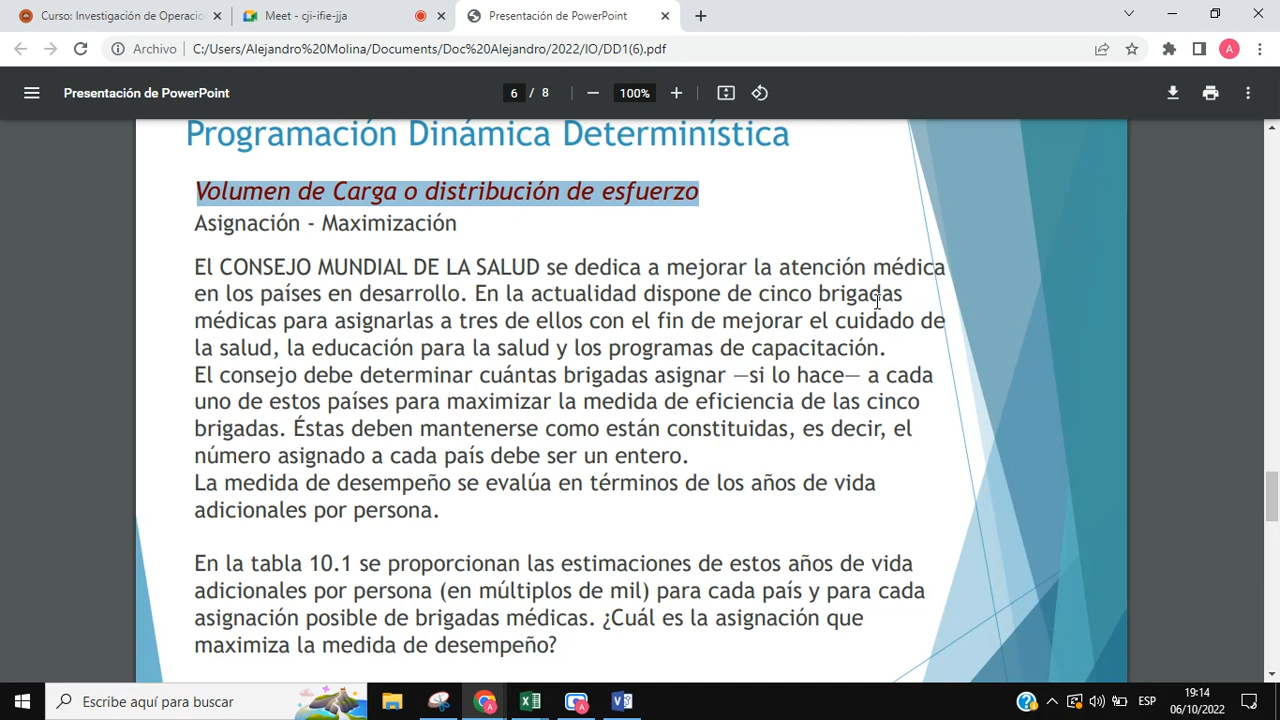 Curso: Investigación de Operacio
Meet - cji-ifie-jja
Presentación de PowerPoint
Archivo
C:/Users/Alejandro%20Molina/Documents/Doc%20Alejandro/2022/IO/DD1(6).pdf
A
Presentación de PowerPoint
6 / 8
100%
Programación Dinámica Determinística
Volumen de Carga o distribución de esfuerzo
Asignación - Maximización
El CONSEJO MUNDIAL DE LA SALUD se dedica a mejorar la atención médica
en los países en desarrollo. En la actualidad dispone de cinco brigadas
médicas para asignarlas a tres de ellos con el fin de mejorar el cuidado de
la salud, la educación para la salud y los programas de capacitación.
El consejo debe determinar cuántas brigadas asignar —si lo hace— a cada
uno de estos países para maximizar la medida de eficiencia de las cinco
brigadas. Éstas deben mantenerse como están constituidas, es decir, el
número asignado a cada país debe ser un entero.
La medida de desempeño se evalúa en términos de los años de vida
adicionales por persona.
En la tabla 10.1 se proporcionan las estimaciones de estos años de vida
adicionales por persona (en múltiplos de mil) para cada país y para cada
asignación posible de brigadas médicas. ¿Cuál es la asignación que
maximiza la medida de desempeño?
Escribe aquí para buscar
ESP
19:14
06/10/2022